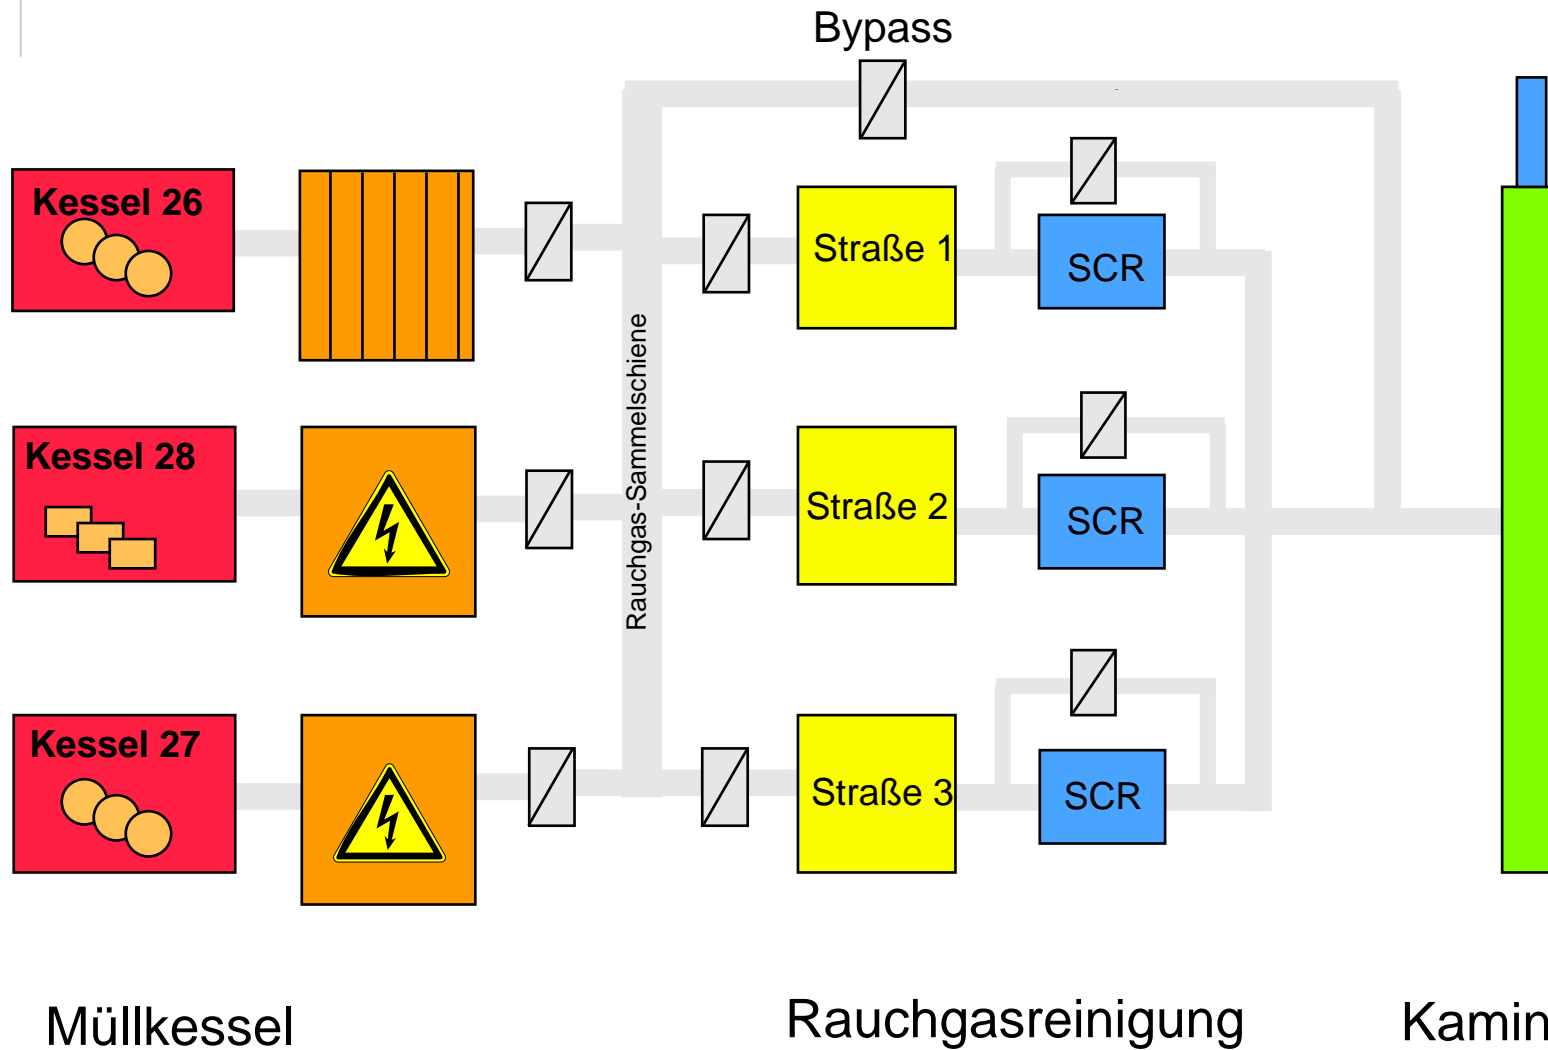 Bypass
Kessel 26
Straße 1
SCR
Rauchgas-Sammelschiene
Kessel 28
Straße 2
SCR
Kessel 27
Straße 3
SCR
Müllkessel
Rauchgasreinigung
Kamin